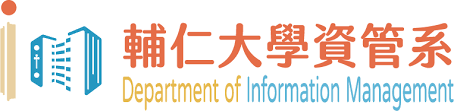 輔仁大學資管系
Department of Information Management